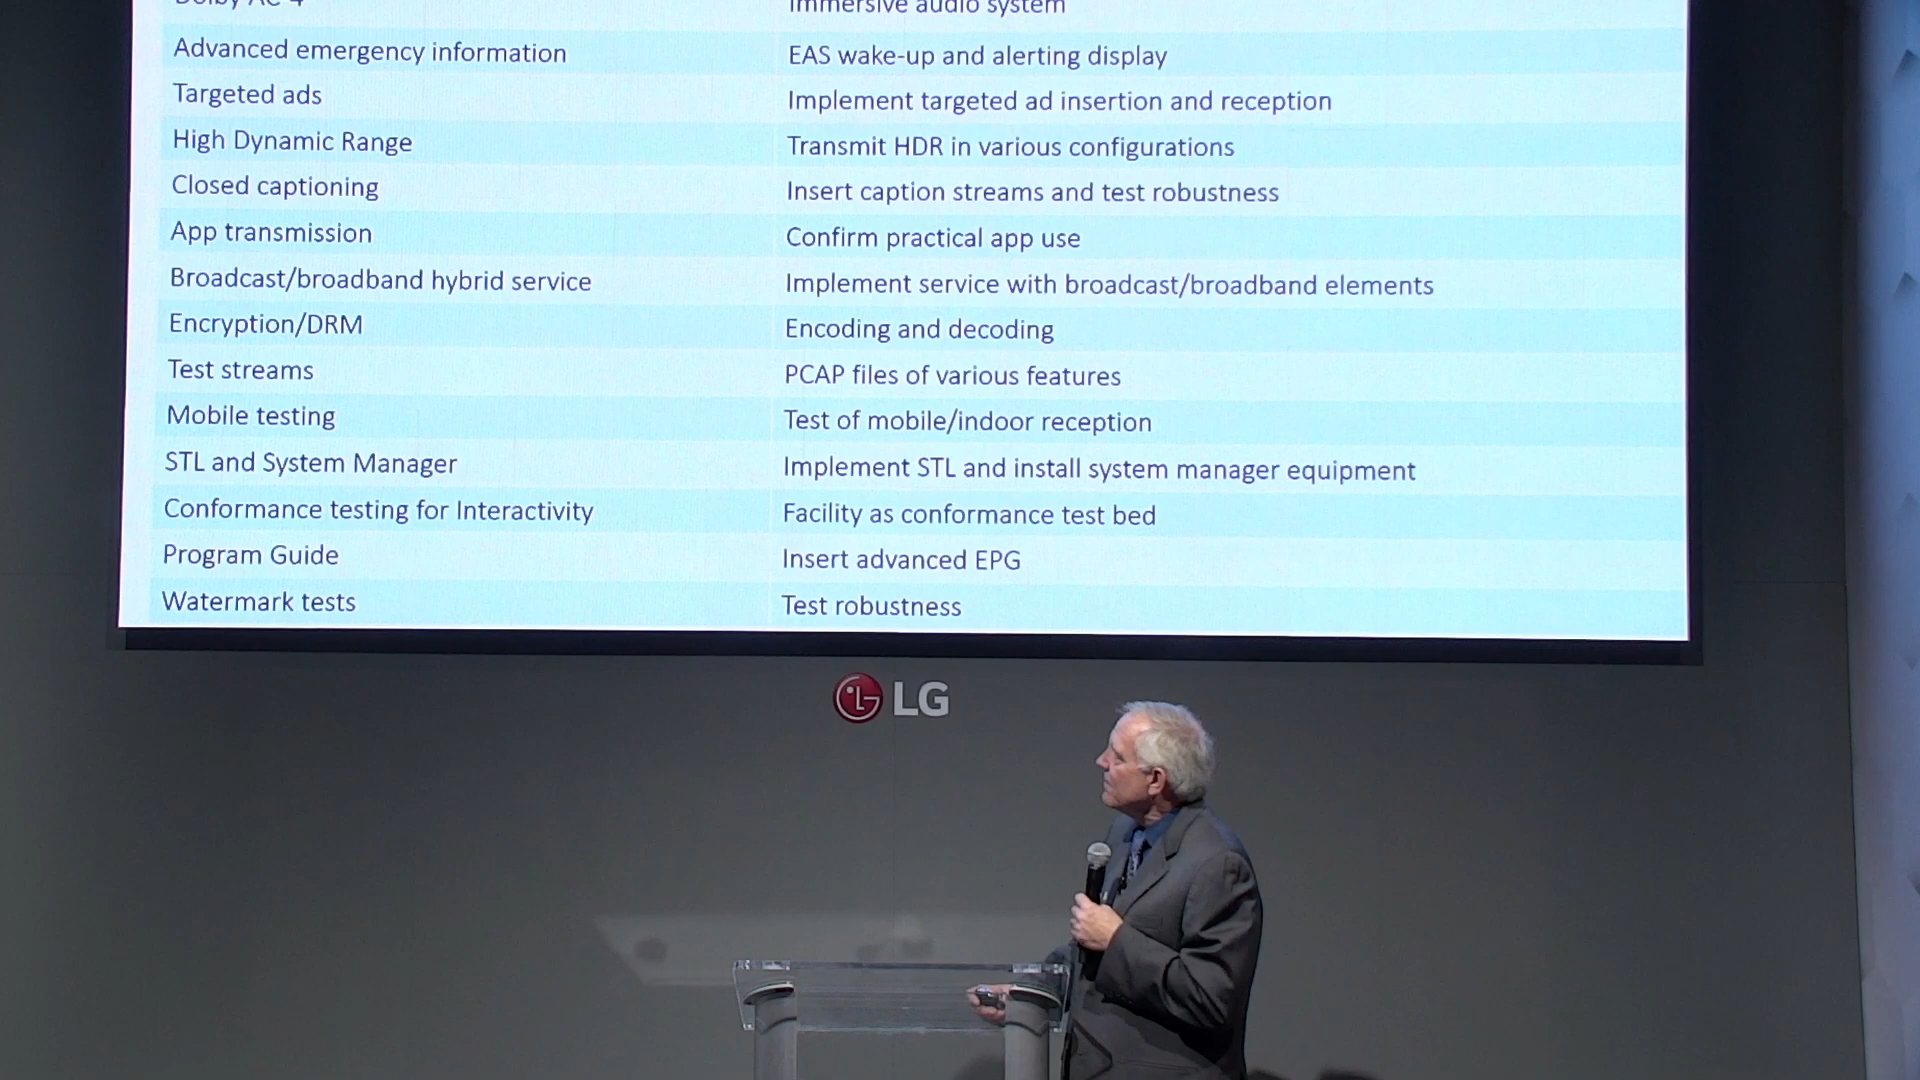 Dolby AC-4 Immersive audio system
Advanced emergency information EAS wake-up and alerting display
Targeted ads Implement targeted ad insertion and reception
High Dynamic Range Transmit HDR in various configurations
Closed captioning Insert caption streams and test robustness
App transmission Confirm practical app use
Broadcast/broadband hybrid service Implement service with broadcast/broadband elements
Encryption/DRM Encoding and decoding
Test streams PCAP files of various features
Mobile testing Test of mobile/indoor reception
STL and System Manager Implement STL and install system manager equipment
Conformance testing for Interactivity Facility as conformance test bed
Program Guide Insert advanced EPG
Watermark tests Test robustness
LG